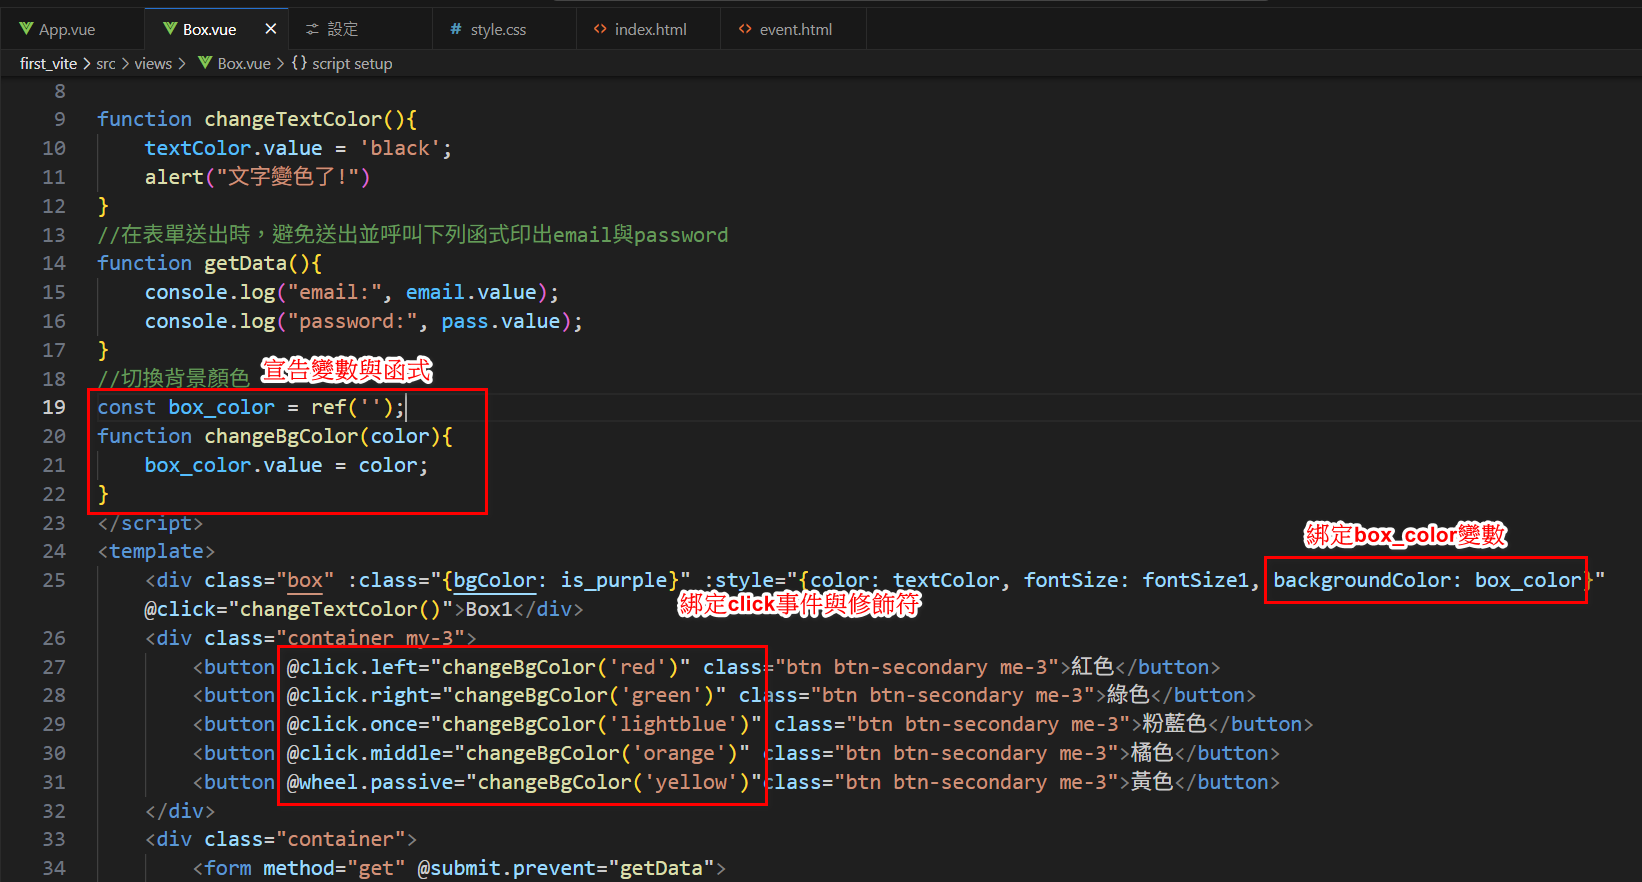 App.vue
Box.vue
設定
# style.css
<> index.html
<> event.html
first_vite > src > views > Box.vue > {} script setup
8
9 function changeTextColor(){
10 textColor.value = 'black';
11 alert("文字變色了!")
12 }
13 //在表單送出時，避免送出並呼叫下列函式印出email與password
14 function getData(){
15 console.log("email:", email.value);
16 console.log("password:", pass.value);
17 }
18 //切換背景顏色 宣告變數與函式
19 const box_color = ref('');
20 function changeBgColor(color){
21 box_color.value = color;
22 }
23 </script>
綁定box_color變數
24 <template>
25 <div class="box" :class="{bgColor: is_purple}" :style="{color: textColor, fontSize: fontSize1, backgroundColor: box_color}"
綁定click事件與修飾符
@click="changeTextColor()">Box1</div>
26 <div class="container my-3">
27 <button @click.left="changeBgColor('red')" class="btn btn-secondary me-3">紅色</button>
28 <button @click.right="changeBgColor('green')" class="btn btn-secondary me-3">綠色</button>
29 <button @click.once="changeBgColor('lightblue')" class="btn btn-secondary me-3">粉藍色</button>
30 <button @click.middle="changeBgColor('orange')" class="btn btn-secondary me-3">橘色</button>
31 <button @wheel.passive="changeBgColor('yellow')"class="btn btn-secondary me-3">黃色</button>
32 </div>
33 <div class="container">
34 <form method="get" @submit.prevent="getData">